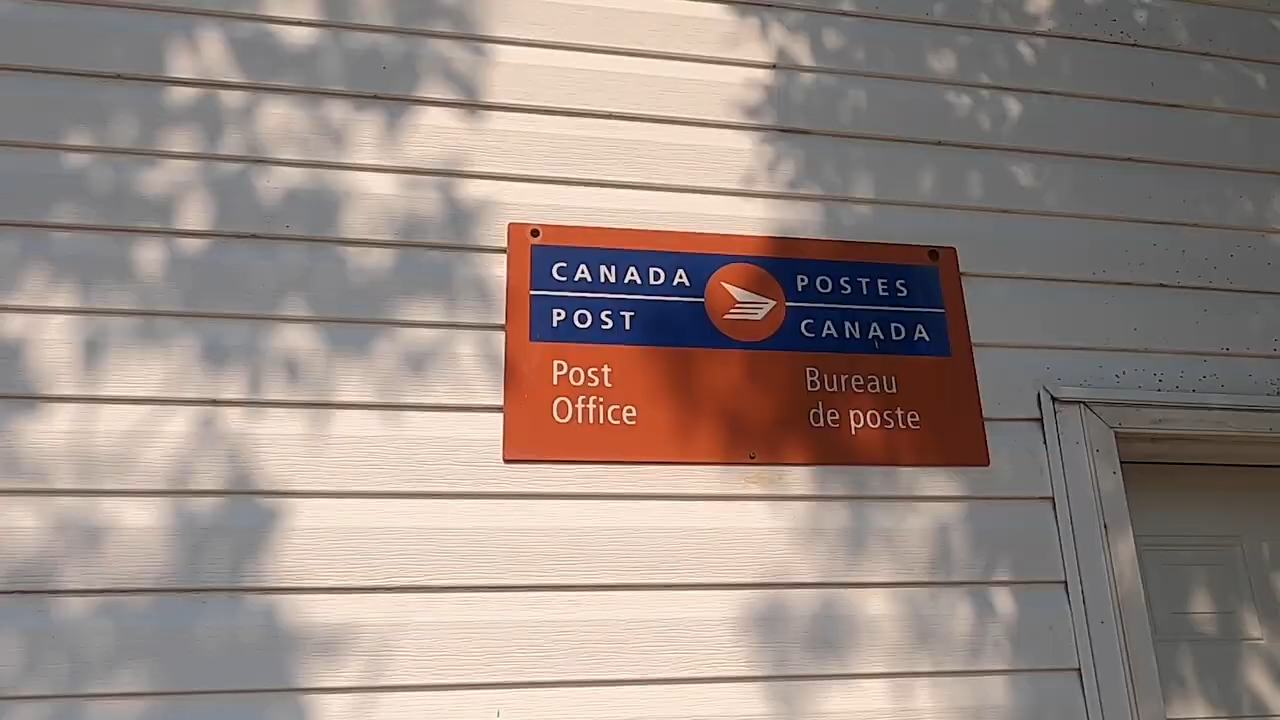 CANADA
POST
POSTES
CANADA
Post
Office
Bureau
de poste